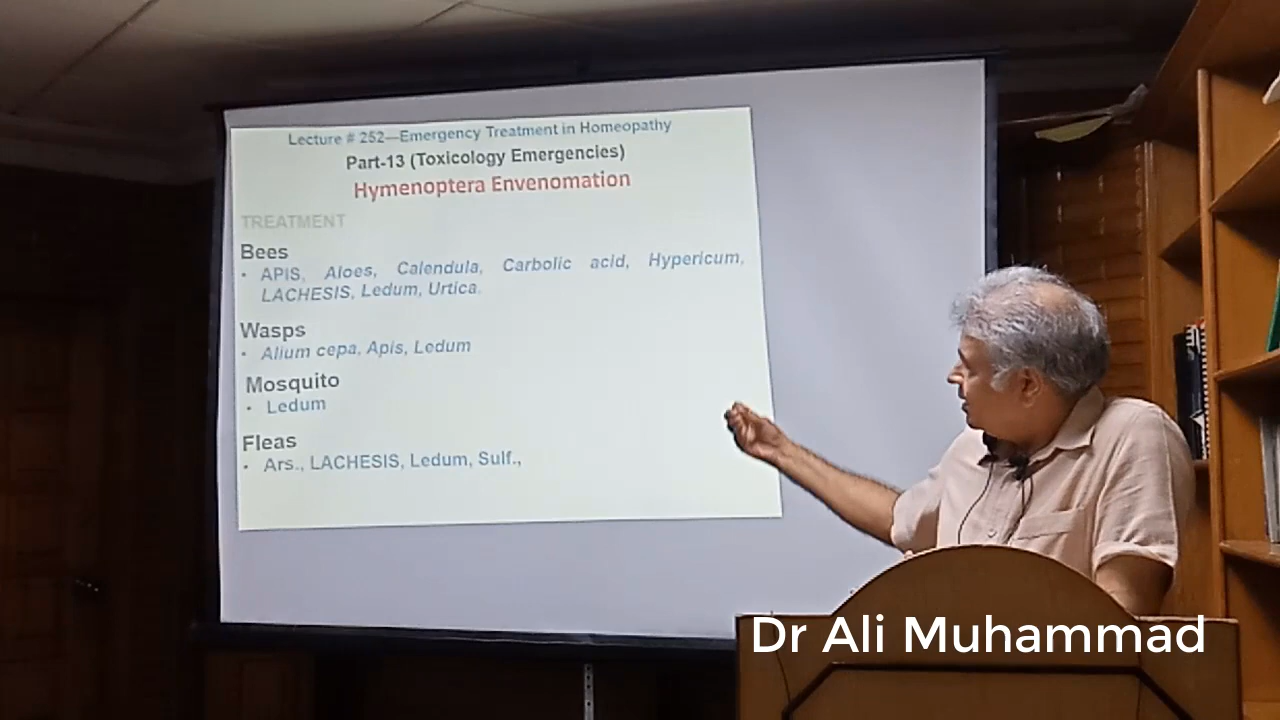 Lecture # 252—Emergency Treatment in Homeopathy
Part-13 (Toxicology Emergencies)
Hymenoptera Envenomation
TREATMENT
Bees
• APIS, Aloes, Calendula, Carbolic acid, Hypericum,
LACHESIS, Ledum, Urtica.
Wasps
• Alium cepa, Apis, Ledum
Mosquito
• Ledum
Fleas
• Ars., LACHESIS, Ledum, Sulf.,
Dr Ali Muhammad